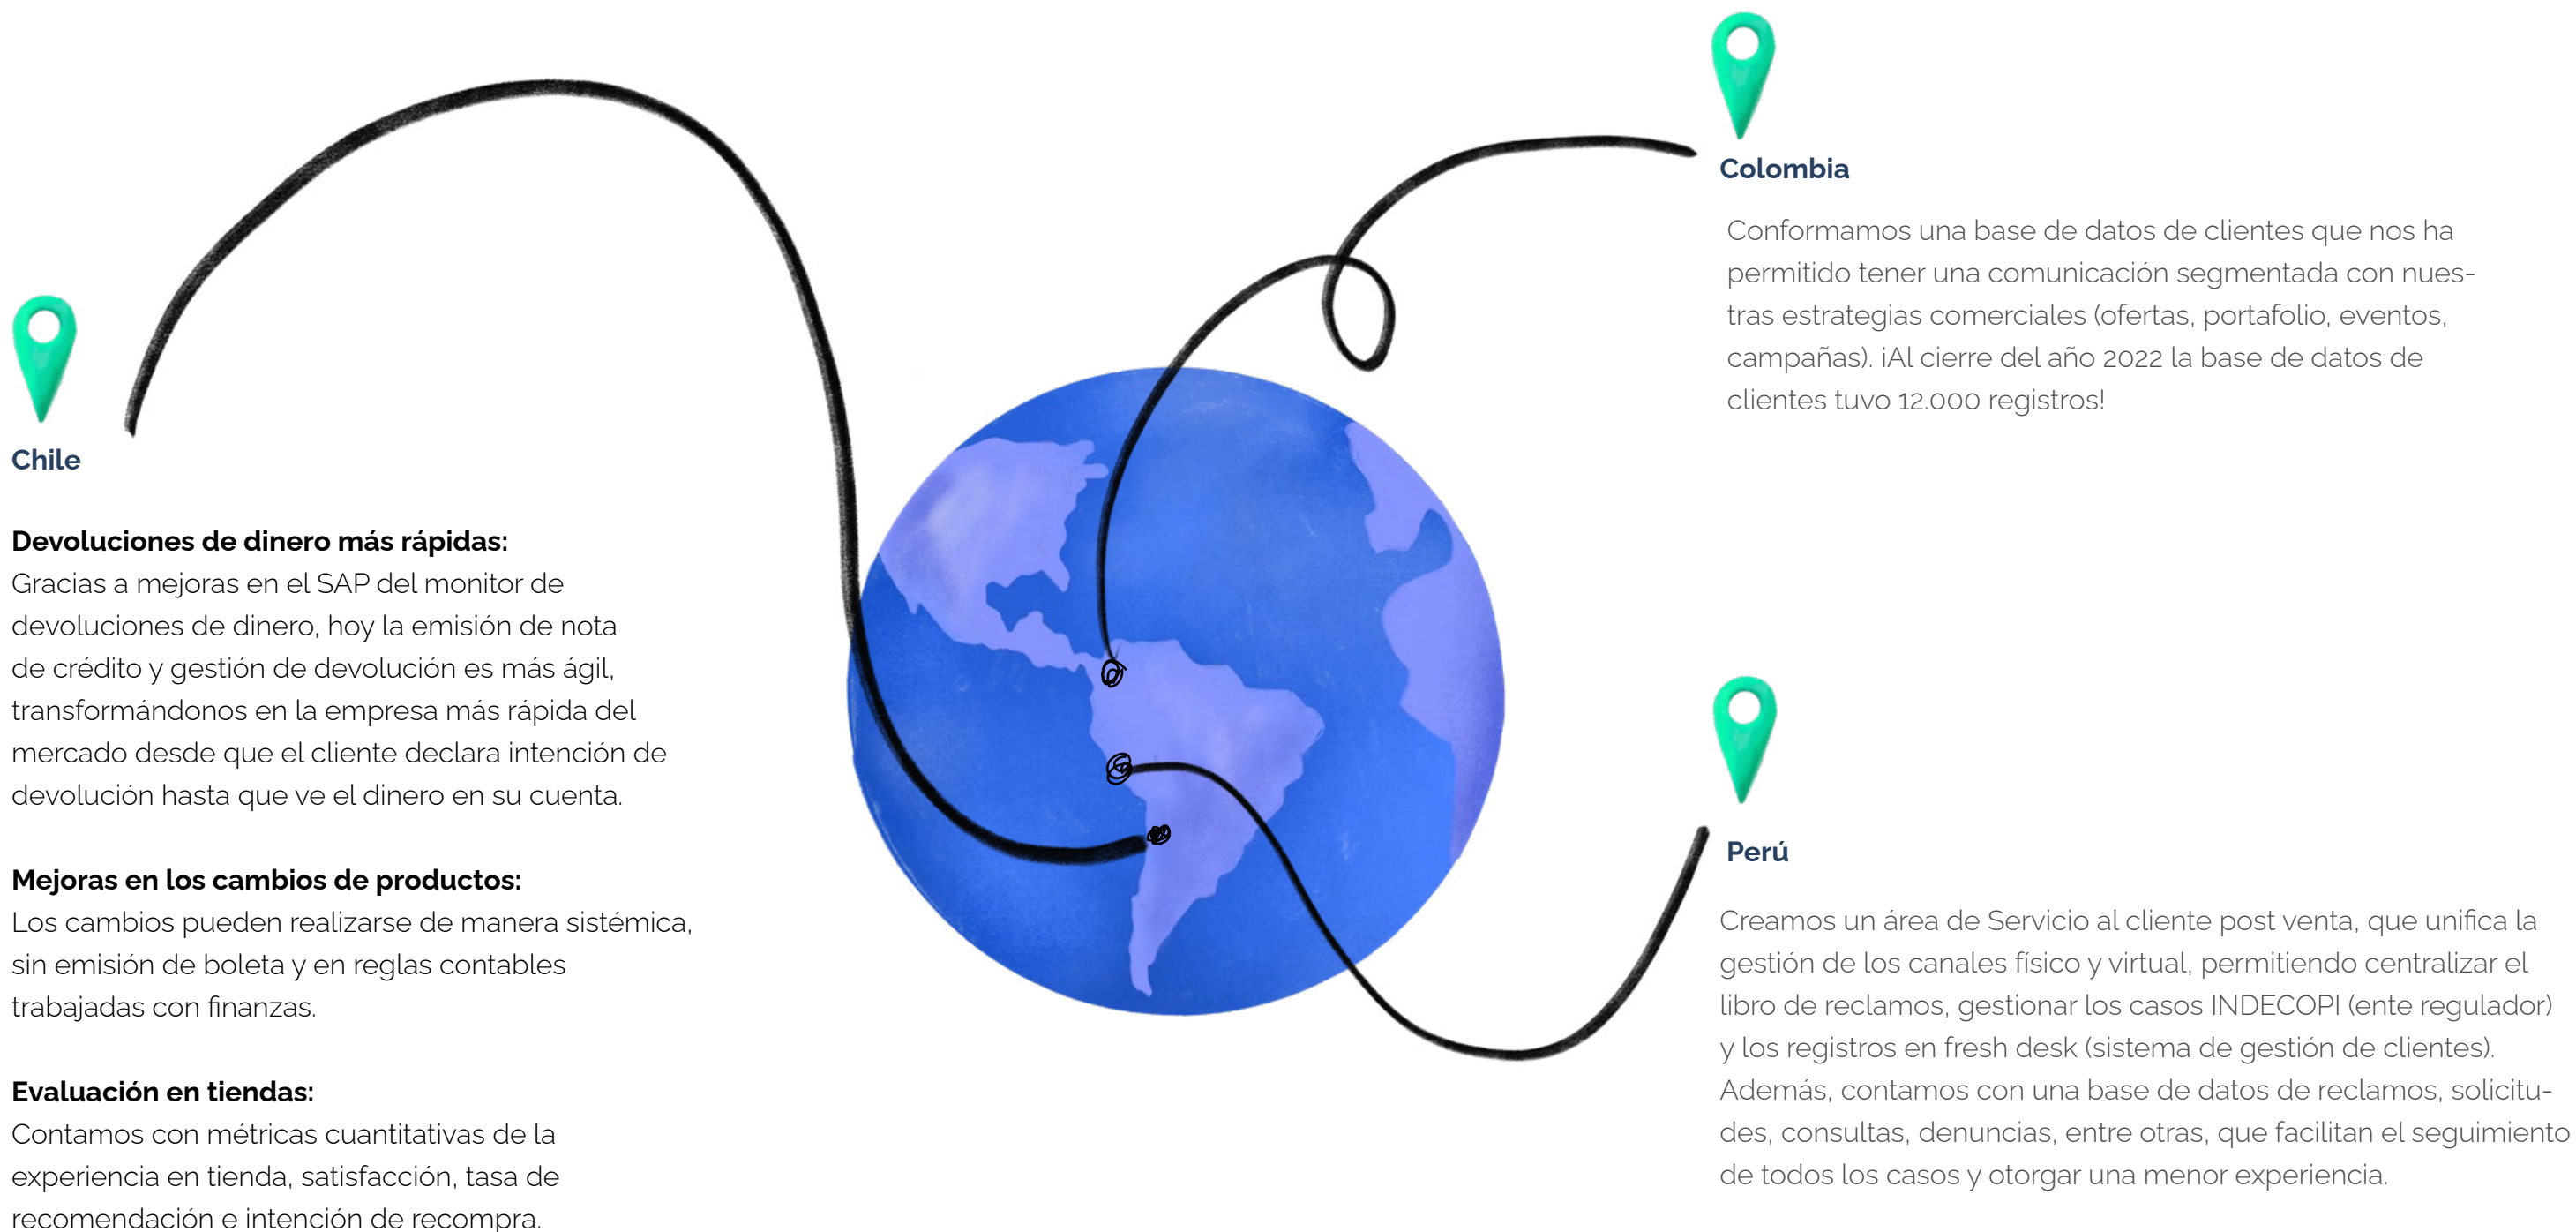 Chile
Devoluciones de dinero más rápidas:
Gracias a mejoras en el SAP del monitor de
devoluciones de dinero, hoy la emisión de nota
de crédito y gestión de devolución es más ágil,
transformándonos en la empresa más rápida del
mercado desde que el cliente declara intención de
devolución hasta que ve el dinero en su cuenta.
Mejoras en los cambios de productos:
Los cambios pueden realizarse de manera sistémica,
sin emisión de boleta y en reglas contables
trabajadas con finanzas.
Evaluación en tiendas:
Contamos con métricas cuantitativas de la
experiencia en tienda, satisfacción, tasa de
recomendación e intención de recompra.
Colombia
Conformamos una base de datos de clientes que nos ha
permitido tener una comunicación segmentada con nues-
tras estrategias comerciales (ofertas, portafolio, eventos,
campañas). ¡Al cierre del año 2022 la base de datos de
clientes tuvo 12.000 registros!
Perú
Creamos un área de Servicio al cliente post venta, que unifica la
gestión de los canales físico y virtual, permitiendo centralizar el
libro de reclamos, gestionar los casos INDECOPI (ente regulador)
y los registros en fresh desk (sistema de gestión de clientes).
Además, contamos con una base de datos de reclamos, solicitu-
des, consultas, denuncias, entre otras, que facilitan el seguimiento
de todos los casos y otorgar una menor experiencia.